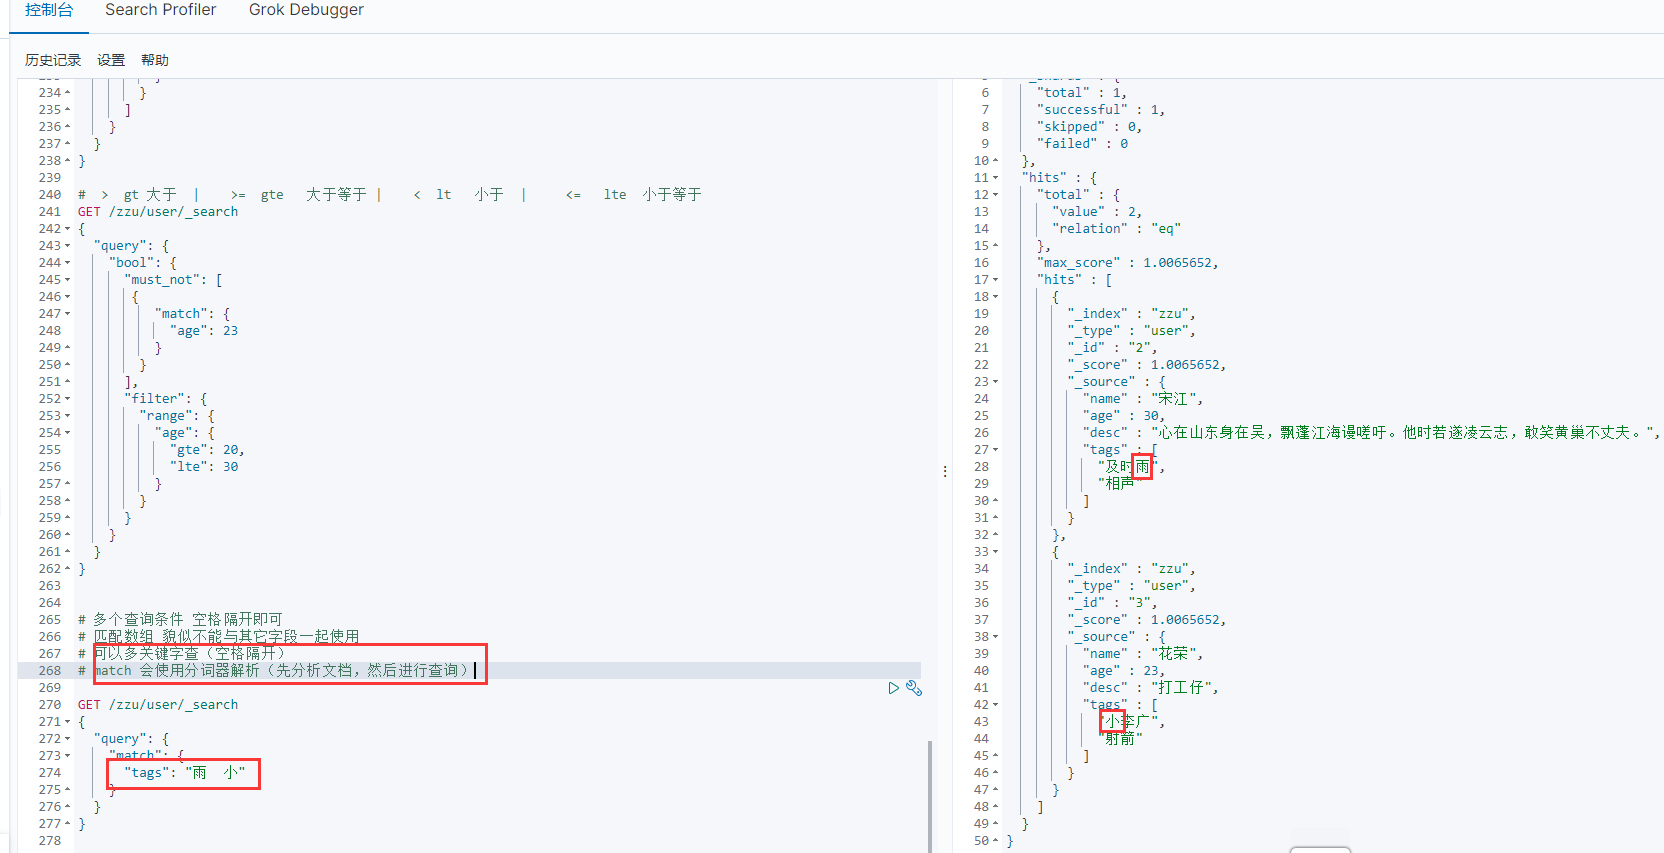 控制台 Search Profiler Grok Debugger
历史记录 设置 帮助
234 }
235 ]
236 }
237 }
238 }
239
240 # > gt 大于 | >= gte 大于等于 | < lt 小于 | <= lte 小于等于
241 GET /zzu/user/_search
242 {
243 "query": {
244 "bool": {
245 "must_not": [
246 {
247 "match": {
248 "age": 23
249 }
250 }
251 ],
252 "filter": {
253 "range": {
254 "age": {
255 "gte": 20,
256 "lte": 30
257 }
258 }
259 }
260 }
261 }
262 }
263
264
265 # 多个查询条件 空格隔开即可
266 # 匹配数组 貌似不能与其它字段一起使用
267 # 可以多关键字查（空格隔开）
268 # match 会使用分词器解析（先分析文档，然后进行查询）
269
270 GET /zzu/user/_search
271 {
272 "query": {
273 "match": {
274 "tags": "雨 小"
275 }
276 }
277 }
278
6 "total" : 1,
7 "successful" : 1,
8 "skipped" : 0,
9 "failed" : 0
10 },
11 "hits" : {
12 "total" : {
13 "value" : 2,
14 "relation" : "eq"
15 },
16 "max_score" : 1.0065652,
17 "hits" : [
18 {
19 "_index" : "zzu",
20 "_type" : "user",
21 "_id" : "2",
22 "_score" : 1.0065652,
23 "_source" : {
24 "name" : "宋江",
25 "age" : 30,
26 "desc" : "心在山东身在吴，飘蓬江海谩嗟吁。他时若遂凌云志，敢笑黄巢不丈夫。",
27 "tags" : [
28 "及时雨",
29 "相声"
30 ]
31 }
32 },
33 {
34 "_index" : "zzu",
35 "_type" : "user",
36 "_id" : "3",
37 "_score" : 1.0065652,
38 "_source" : {
39 "name" : "花荣",
40 "age" : 23,
41 "desc" : "打工仔",
42 "tags" : [
43 "小李广",
44 "射箭"
45 ]
46 }
47 }
48 ]
49 }
50 }